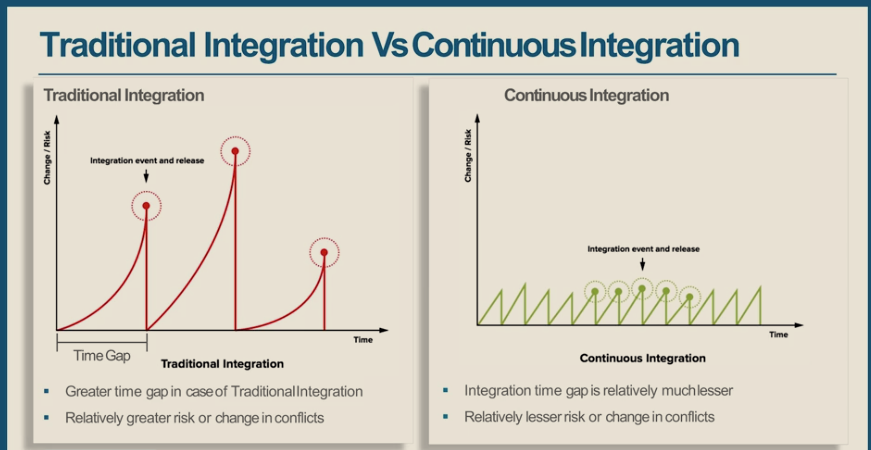 Traditional Integration Vs Continuous Integration
Traditional Integration
Change / Risk
Integration event and release
Time
Time Gap
Traditional Integration
▪ Greater time gap in case of Traditional Integration
▪ Relatively greater risk or change in conflicts
Continuous Integration
Change / Risk
Integration event and release
Time
Continuous Integration
▪ Integration time gap is relatively much lesser
▪ Relatively lesser risk or change in conflicts